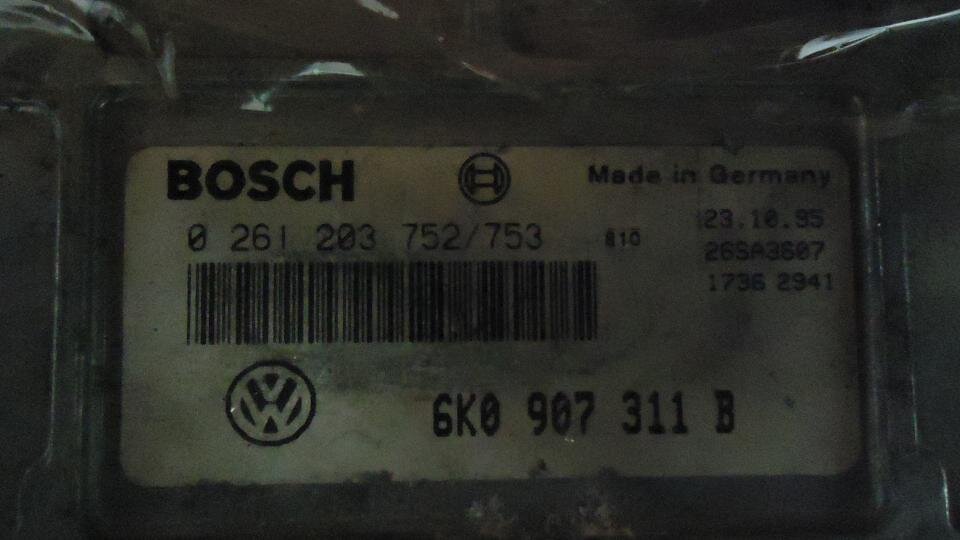 BOSCH
Made in Germany
0 261 203 752/753
810
23.10.95
26SA3607
1736 2941
6K0 907 311 B